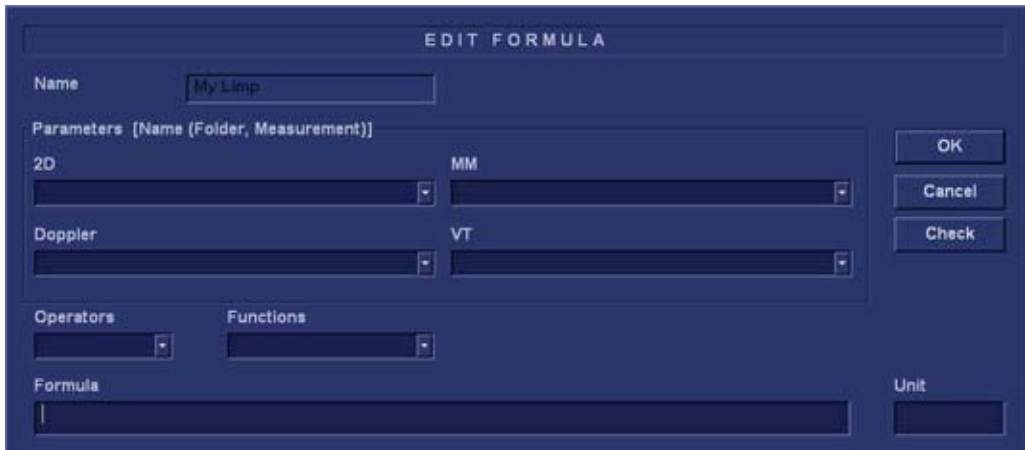 EDIT FORMULA
Name My Limp
Parameters [Name (Folder, Measurement)]
2D MM
Doppler VT
OK
Cancel
Check
Operators Functions
Formula Unit